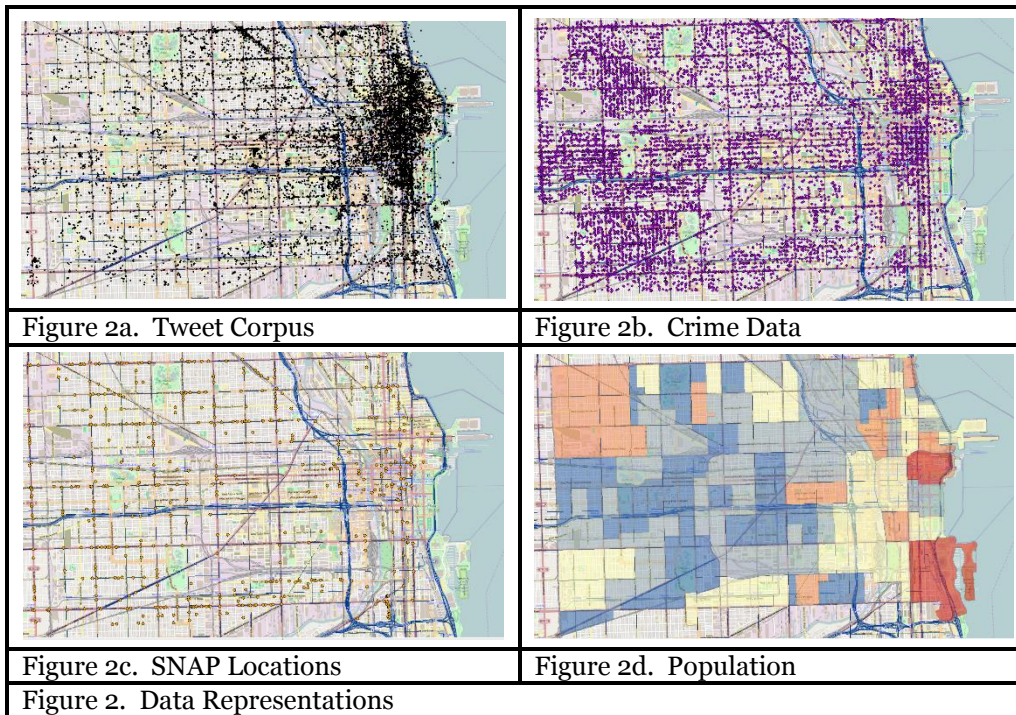 Figure 2a. Tweet Corpus
Figure 2b. Crime Data
Figure 2c. SNAP Locations
Figure 2d. Population
Figure 2. Data Representations